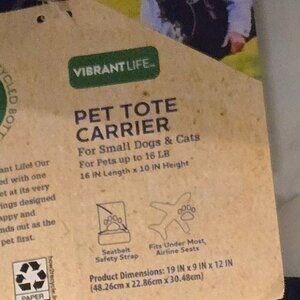 VIBRANT LIFE™
PET TOTE
CARRIER
For Small Dogs & Cats
For Pets up to 16 LB
16 IN Length x 10 IN Height
Seatbelt
Safety Strap
Fits Under Most
Airline Seats
Product Dimensions: 19 IN x 9 IN x 12 IN
(48.26cm x 22.86cm x 30.48cm)
CYCLED BOTT
ant Life! Our
ed with one
et at its very
ings designed
appy and
nds out as the
pet first.
PAPER